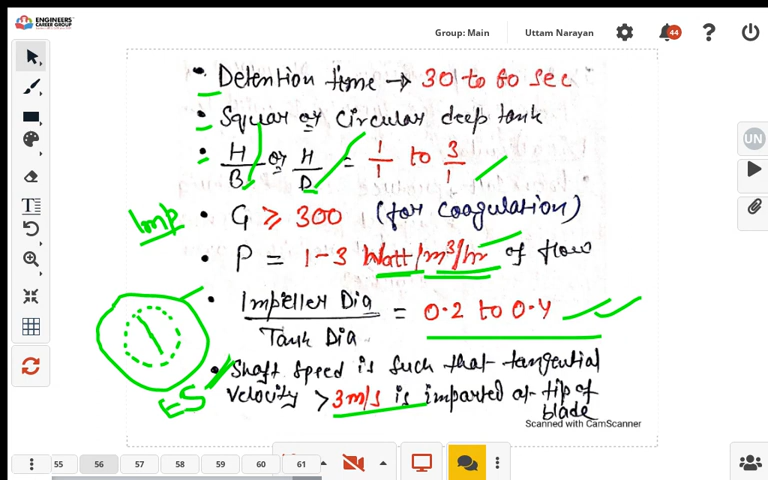 ENGINEERS
CAREER GROUP
Group: Main
Uttam Narayan
44
• Detention time → 30 to 60 sec
• Square or circular deep tank
• H/B or H/D = 1/1 to 3/1
Imp • G ≥ 300 (for coagulation)
• P = 1-3 Watt/m³/hr of flow
• Impeller Dia / Tank Dia = 0.2 to 0.4
• Shaft speed is such that tangential
velocity > 3m/s is imparted at tip of
blade
ES
Scanned with CamScanner
UN
55 56 57 58 59 60 61